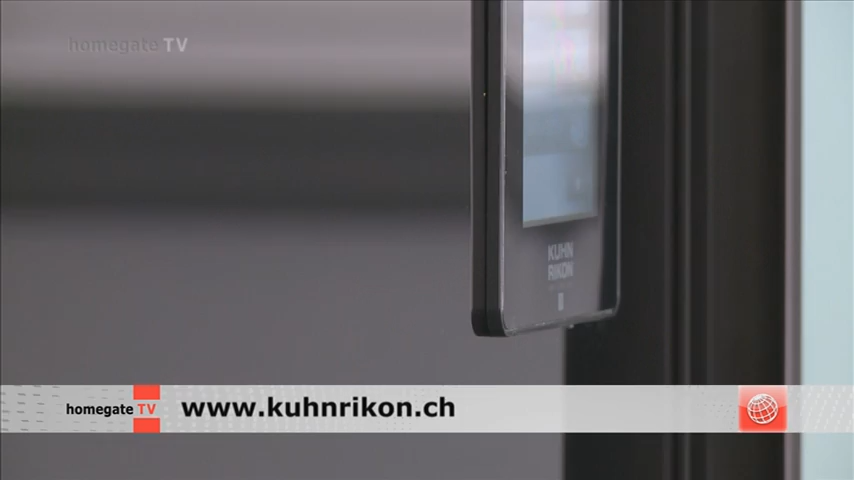 homegate TV
KUHN
RIKON
homegate TV
www.kuhnrikon.ch